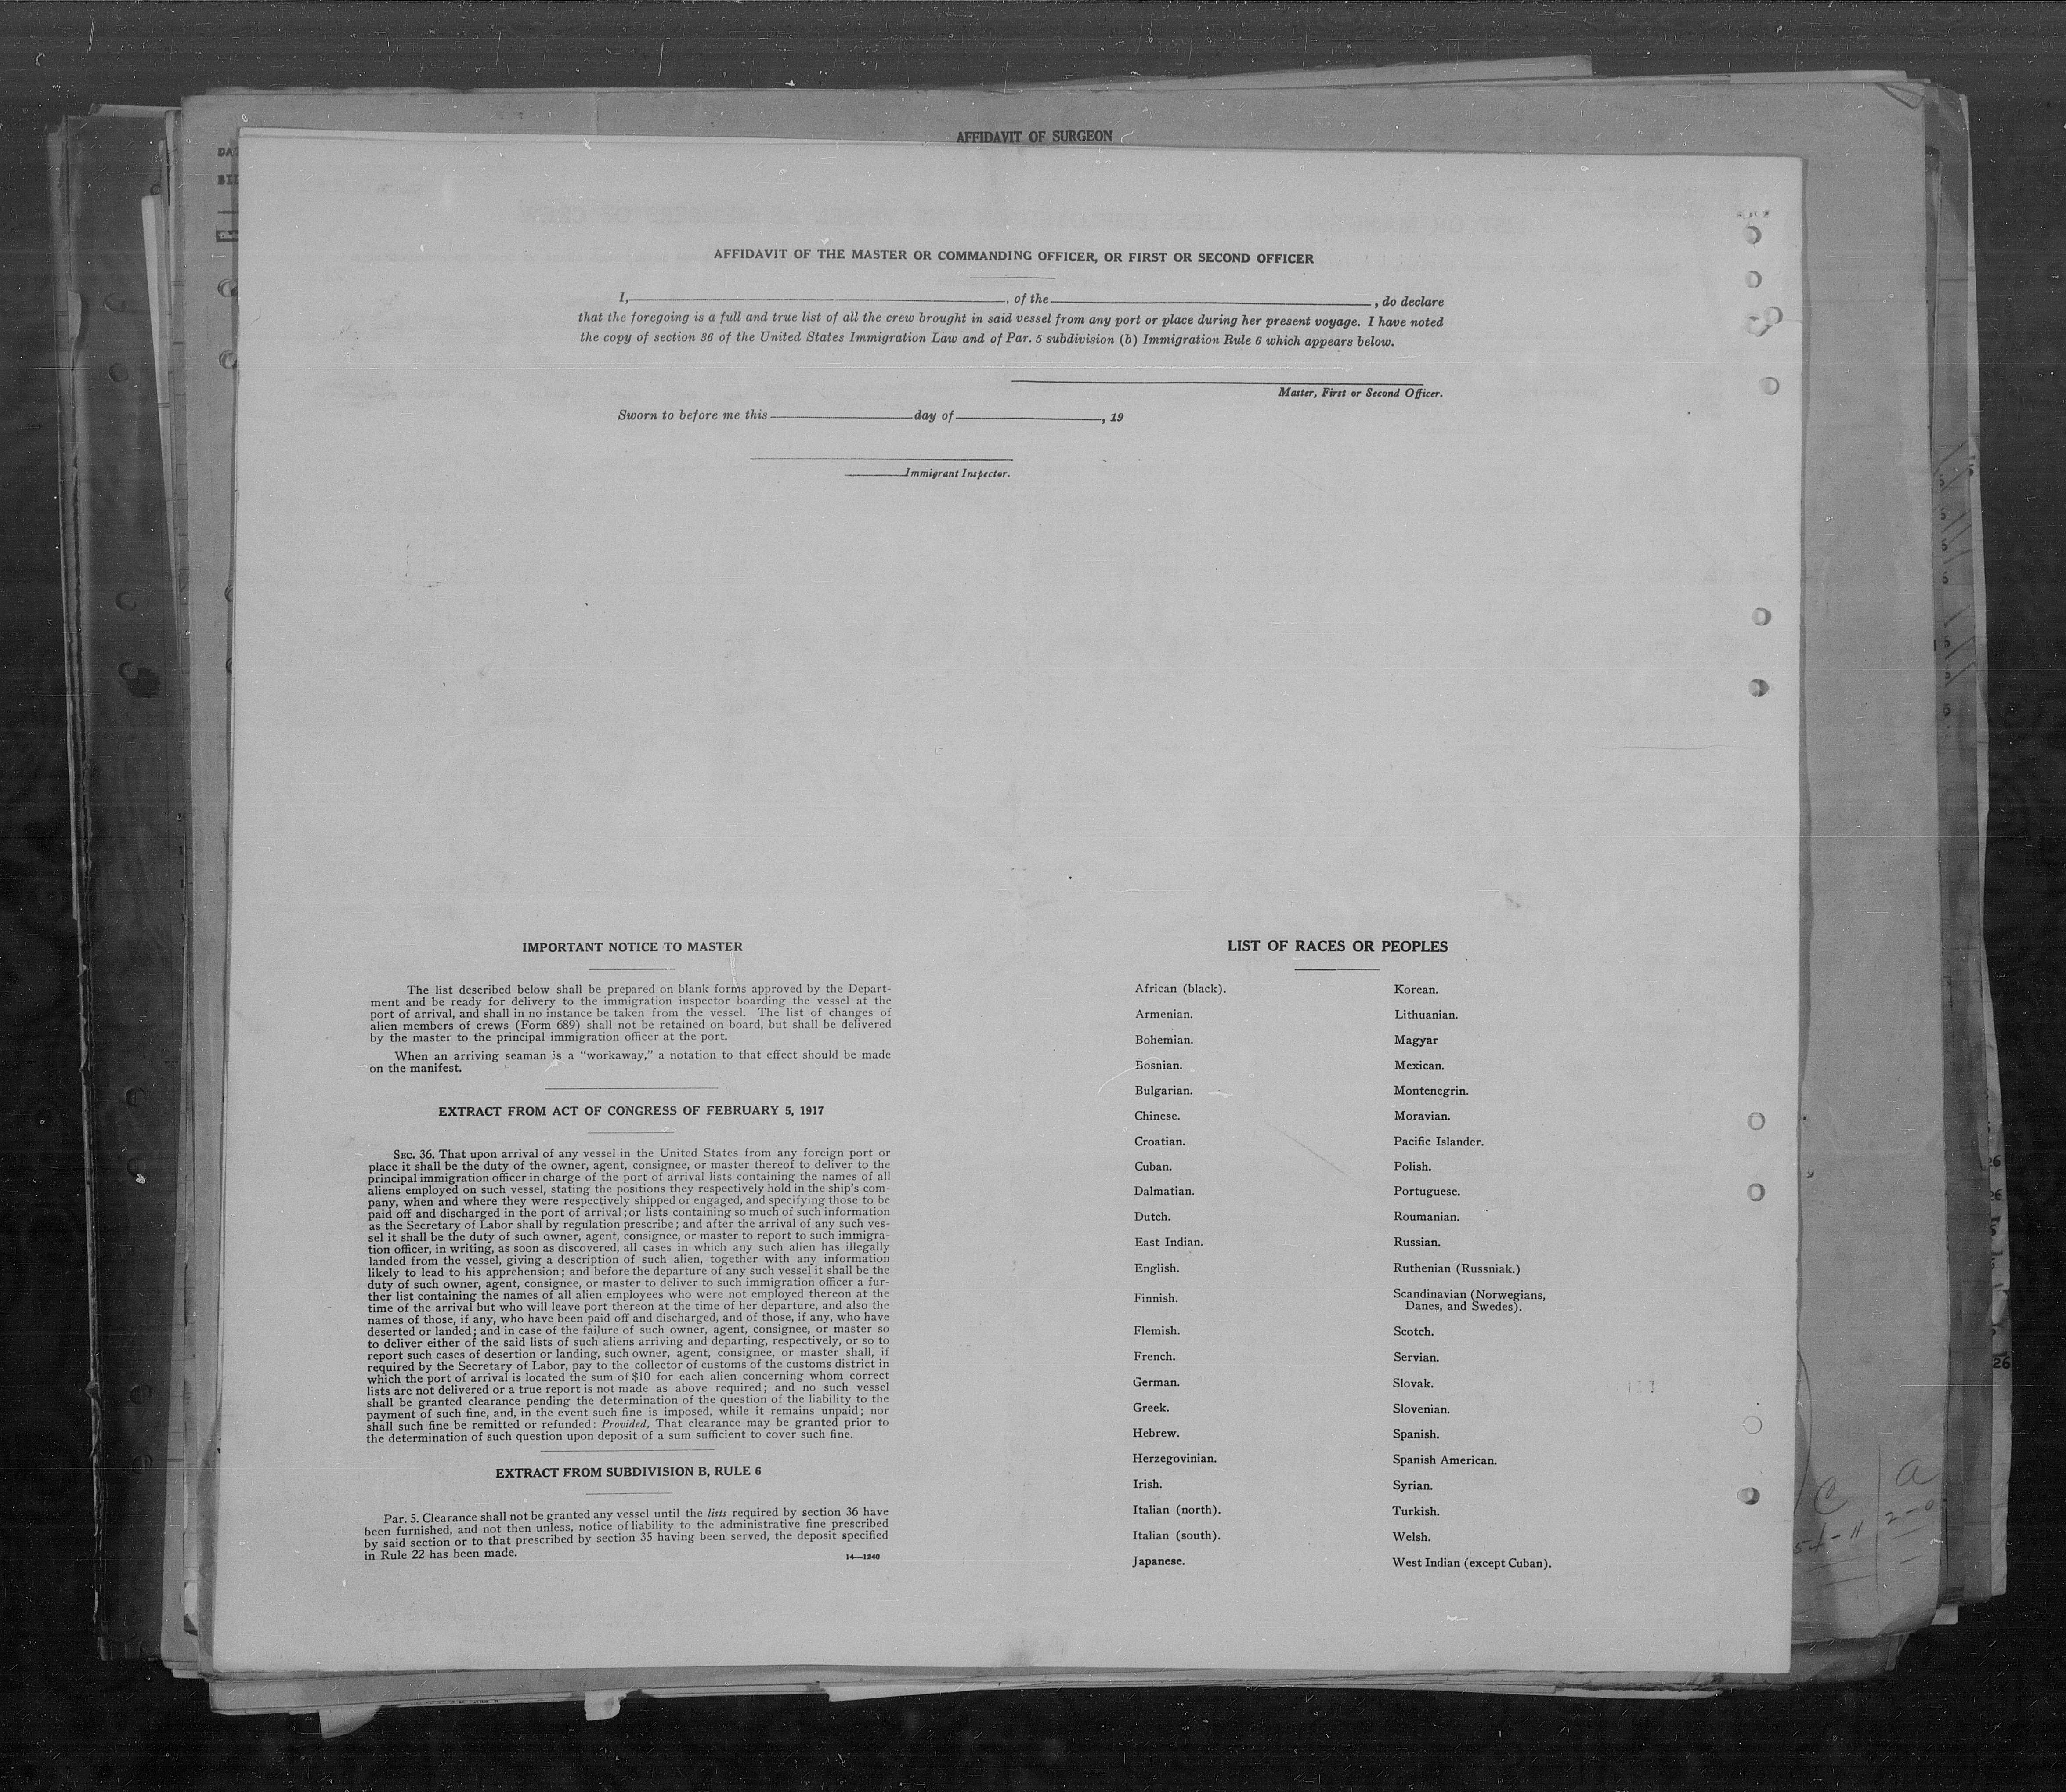 AFFIDAVIT OF SURGEON
AFFIDAVIT OF THE MASTER OR COMMANDING OFFICER, OR FIRST OR SECOND OFFICER
I, , of the , do declare
that the foregoing is a full and true list of all the crew brought in said vessel from any port or place during her present voyage. I have noted
the copy of section 36 of the United States Immigration Law and of Par. 5 subdivision (b) Immigration Rule 6 which appears below.
Master, First or Second Officer.
Sworn to before me this day of , 19
Immigrant Inspector.
IMPORTANT NOTICE TO MASTER
The list described below shall be prepared on blank forms approved by the Depart-
ment and be ready for delivery to the immigration inspector boarding the vessel at the
port of arrival, and shall in no instance be taken from the vessel. The list of changes of
alien members of crews (Form 689) shall not be retained on board, but shall be delivered
by the master to the principal immigration officer at the port.
When an arriving seaman is a "workaway," a notation to that effect should be made
on the manifest.
EXTRACT FROM ACT OF CONGRESS OF FEBRUARY 5, 1917
SEC. 36. That upon arrival of any vessel in the United States from any foreign port or
place it shall be the duty of the owner, agent, consignee, or master thereof to deliver to the
principal immigration officer in charge of the port of arrival lists containing the names of all
aliens employed on such vessel, stating the positions they respectively hold in the ship's com-
pany, when and where they were respectively shipped or engaged, and specifying those to be
paid off and discharged in the port of arrival; or lists containing so much of such information
as the Secretary of Labor shall by regulation prescribe; and after the arrival of any such ves-
sel it shall be the duty of such owner, agent, consignee, or master to report to such immigra-
tion officer, in writing, as soon as discovered, all cases in which any such alien has illegally
landed from the vessel, giving a description of such alien, together with any information
likely to lead to his apprehension; and before the departure of any such vessel it shall be the
duty of such owner, agent, consignee, or master to deliver to such immigration officer a fur-
ther list containing the names of all alien employees who were not employed thereon at the
time of the arrival but who will leave port thereon at the time of her departure, and also the
names of those, if any, who have been paid off and discharged, and of those, if any, who have
deserted or landed; and in case of the failure of such owner, agent, consignee, or master so
to deliver either of the said lists of such aliens arriving and departing, respectively, or so to
report such cases of desertion or landing, such owner, agent, consignee, or master shall, if
required by the Secretary of Labor, pay to the collector of customs of the customs district in
which the port of arrival is located the sum of $10 for each alien concerning whom correct
lists are not delivered or a true report is not made as above required; and no such vessel
shall be granted clearance pending the determination of the question of the liability to the
payment of such fine, and, in the event such fine is imposed, while it remains unpaid; nor
shall such fine be remitted or refunded: Provided, That clearance may be granted prior to
the determination of such question upon deposit of a sum sufficient to cover such fine.
EXTRACT FROM SUBDIVISION B, RULE 6
Par. 5. Clearance shall not be granted any vessel until the lists required by section 36 have
been furnished, and not then unless, notice of liability to the administrative fine prescribed
by said section or to that prescribed by section 35 having been served, the deposit specified
in Rule 22 has been made.
14—1240
LIST OF RACES OR PEOPLES
African (black).
Armenian.
Bohemian.
Bosnian.
Bulgarian.
Chinese.
Croatian.
Cuban.
Dalmatian.
Dutch.
East Indian.
English.
Finnish.
Flemish.
French.
German.
Greek.
Hebrew.
Herzegovinian.
Irish.
Italian (north).
Italian (south).
Japanese.
Korean.
Lithuanian.
Magyar
Mexican.
Montenegrin.
Moravian.
Pacific Islander.
Polish.
Portuguese.
Roumanian.
Russian.
Ruthenian (Russniak.)
Scandinavian (Norwegians,
Danes, and Swedes).
Scotch.
Servian.
Slovak.
Slovenian.
Spanish.
Spanish American.
Syrian.
Turkish.
Welsh.
West Indian (except Cuban).